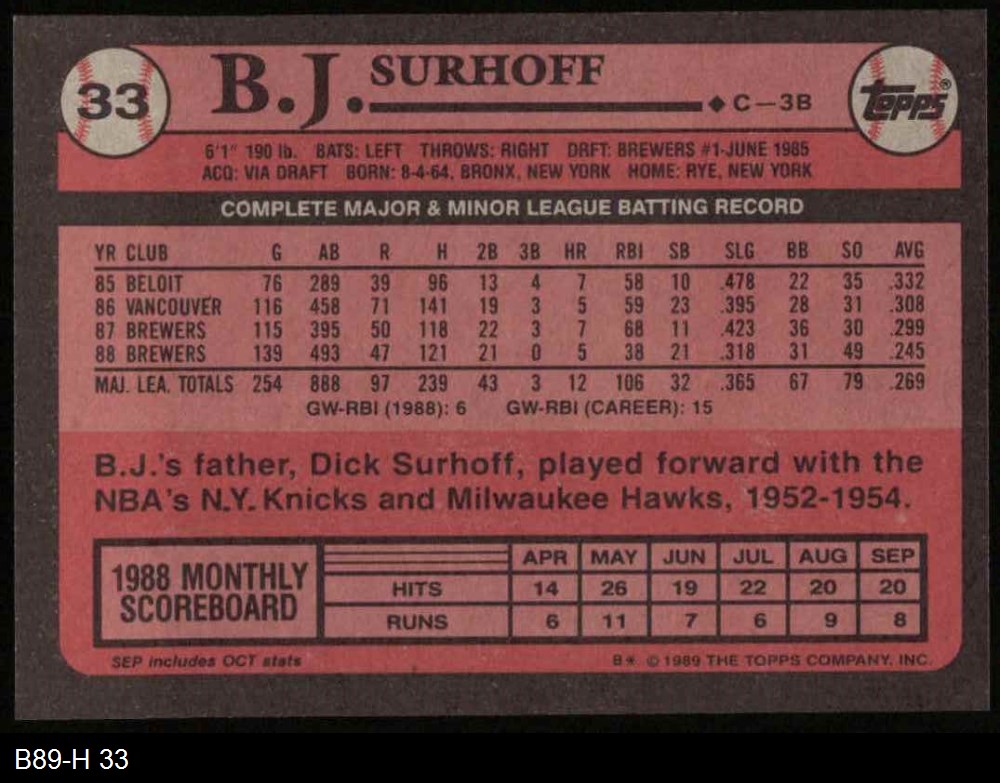 33
B.J. SURHOFF
C—3B
topps®
6'1" 190 lb. BATS: LEFT THROWS: RIGHT DRFT: BREWERS #1-JUNE 1985
ACQ: VIA DRAFT BORN: 8-4-64, BRONX, NEW YORK HOME: RYE, NEW YORK
COMPLETE MAJOR & MINOR LEAGUE BATTING RECORD
YR CLUB G AB R H 2B 3B HR RBI SB SLG BB SO AVG
85 BELOIT 76 289 39 96 13 4 7 58 10 .478 22 35 .332
86 VANCOUVER 116 458 71 141 19 3 5 59 23 .395 28 31 .308
87 BREWERS 115 395 50 118 22 3 7 68 11 .423 36 30 .299
88 BREWERS 139 493 47 121 21 0 5 38 21 .318 31 49 .245
MAJ. LEA. TOTALS 254 888 97 239 43 3 12 106 32 .365 67 79 .269
GW-RBI (1988): 6 GW-RBI (CAREER): 15
B.J.'s father, Dick Surhoff, played forward with the
NBA's N.Y. Knicks and Milwaukee Hawks, 1952-1954.
1988 MONTHLY
SCOREBOARD
APR MAY JUN JUL AUG SEP
HITS 14 26 19 22 20 20
RUNS 6 11 7 6 9 8
SEP includes OCT stats
B* © 1989 THE TOPPS COMPANY, INC.
B89-H 33